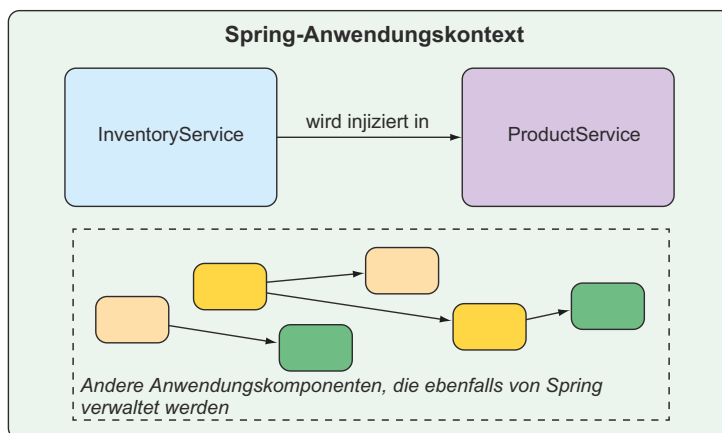 Spring-Anwendungskontext
InventoryService
wird injiziert in
ProductService
Andere Anwendungskomponenten, die ebenfalls von Spring
verwaltet werden